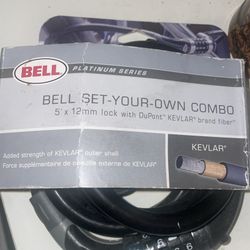 BELL
PLATINUM SERIES
BELL SET-YOUR-OWN COMBO
5' x 12mm lock with DuPont™ KEVLAR® brand fiber
Added strength of KEVLAR® outer shell
Force supplémentaire de coquille externe de KEVLAR®
KEVLAR®